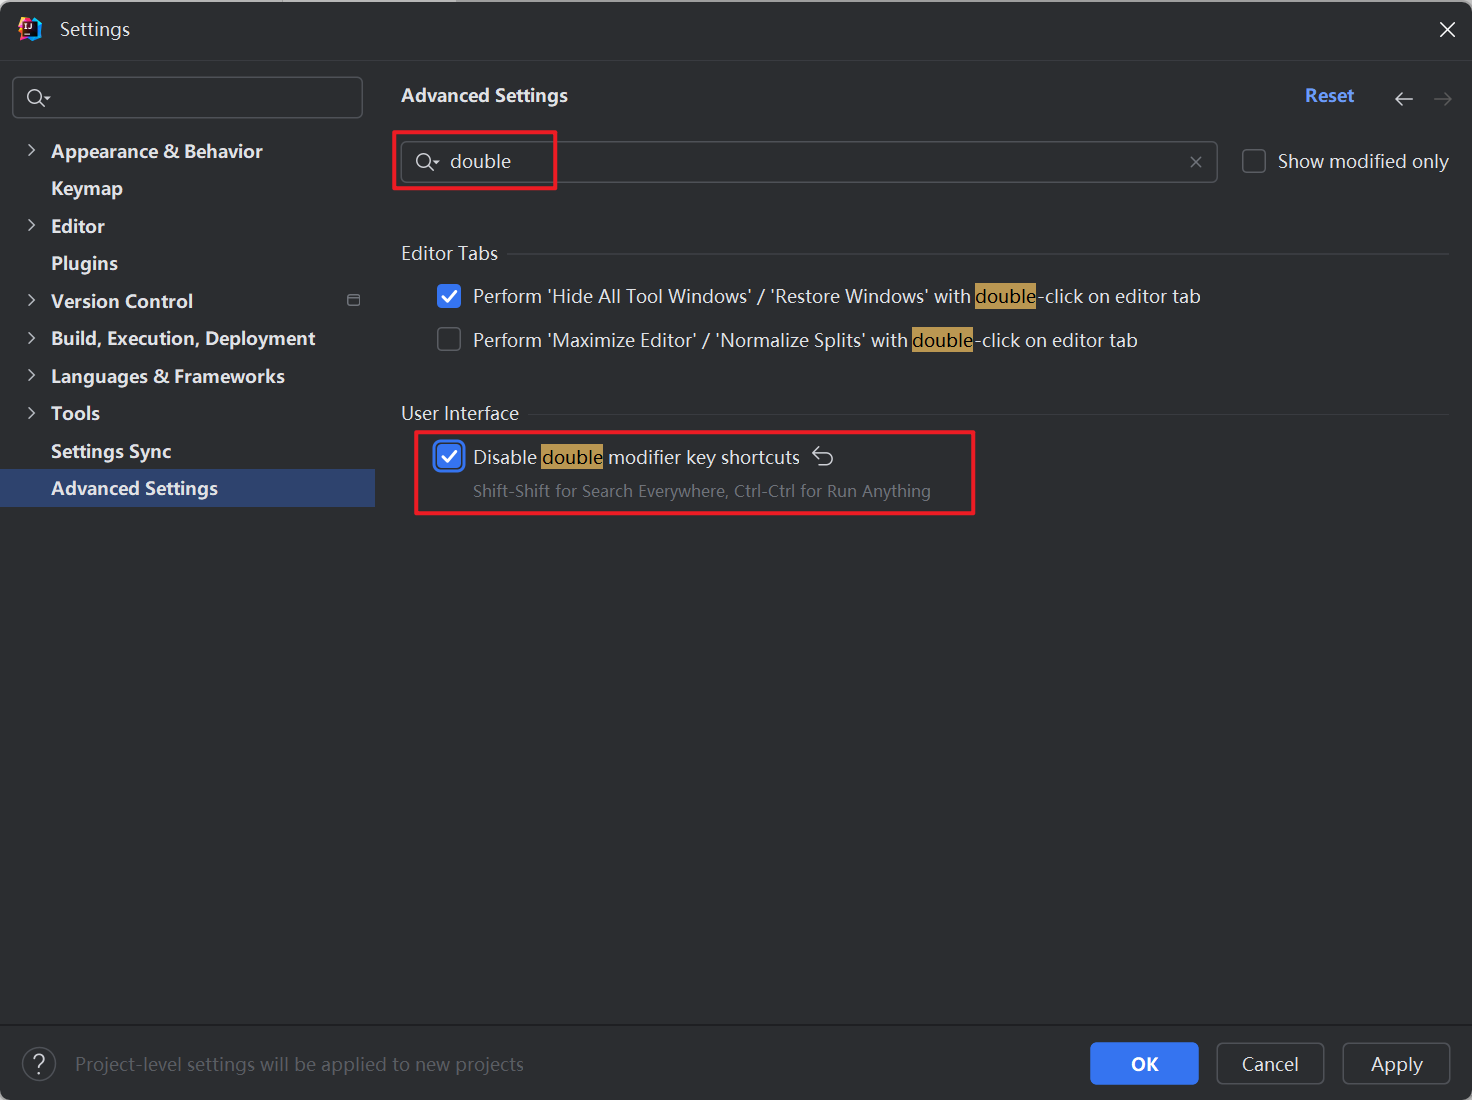 Settings
Advanced Settings
Reset
double
Show modified only
Appearance & Behavior
Keymap
Editor
Plugins
Version Control
Build, Execution, Deployment
Languages & Frameworks
Tools
Settings Sync
Advanced Settings
Editor Tabs
Perform 'Hide All Tool Windows' / 'Restore Windows' with double-click on editor tab
Perform 'Maximize Editor' / 'Normalize Splits' with double-click on editor tab
User Interface
Disable double modifier key shortcuts
Shift-Shift for Search Everywhere, Ctrl-Ctrl for Run Anything
? Project-level settings will be applied to new projects
OK
Cancel
Apply